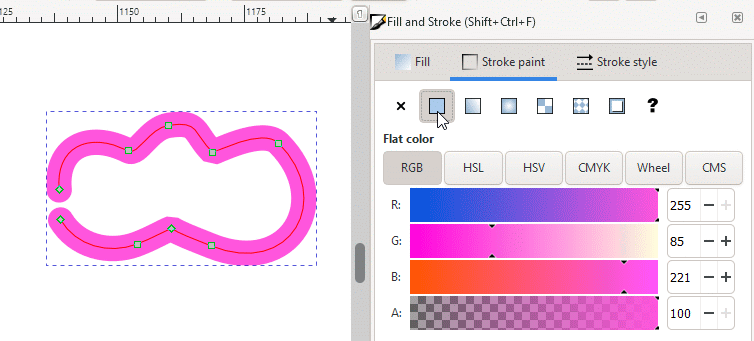 125 1150 1175
Fill and Stroke (Shift+Ctrl+F)
Fill Stroke paint Stroke style
?
Flat color
RGB HSL HSV CMYK Wheel CMS
R: 255 − +
G: 85 − +
B: 221 − +
A: 100 − +